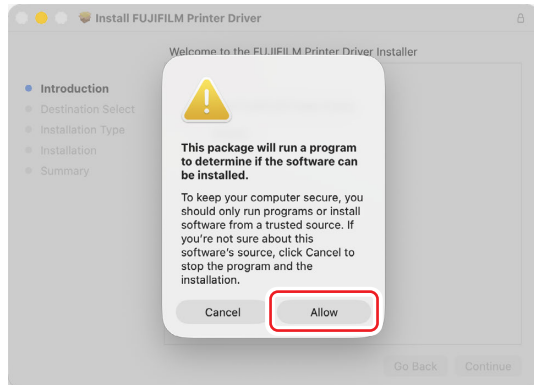 Install FUJIFILM Printer Driver
Welcome to the FUJIFILM Printer Driver Installer
Introduction
Destination Select
Installation Type
Installation
Summary
This package will run a program
to determine if the software can
be installed.
To keep your computer secure, you
should only run programs or install
software from a trusted source. If
you're not sure about this
software's source, click Cancel to
stop the program and the
installation.
Cancel
Allow
Go Back
Continue